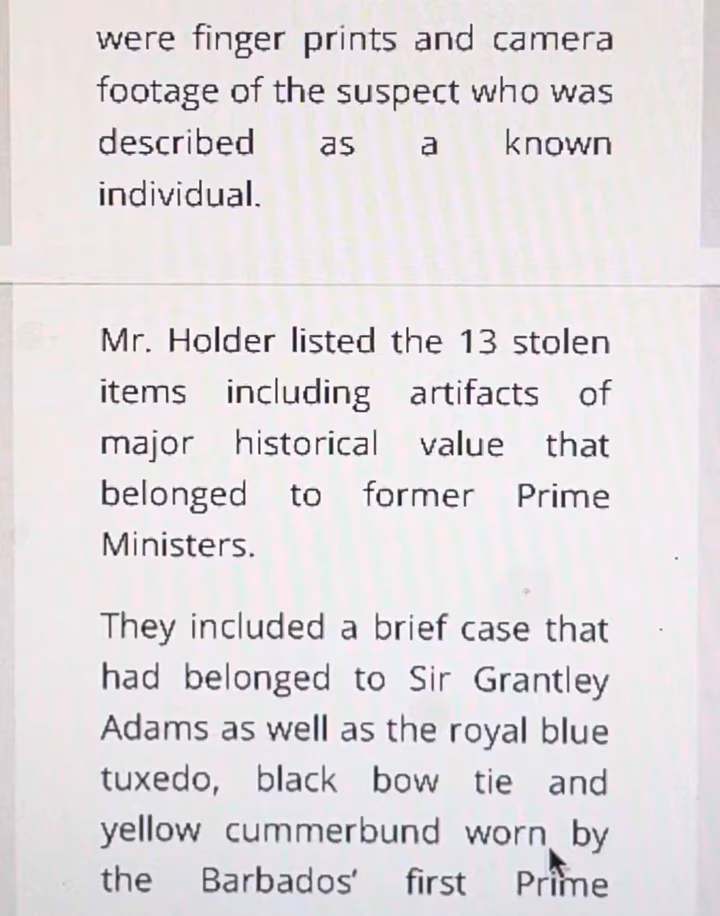 were finger prints and camera
footage of the suspect who was
described as a known
individual.
Mr. Holder listed the 13 stolen
items including artifacts of
major historical value that
belonged to former Prime
Ministers.
They included a brief case that
had belonged to Sir Grantley
Adams as well as the royal blue
tuxedo, black bow tie and
yellow cummerbund worn by
the Barbados' first Prime